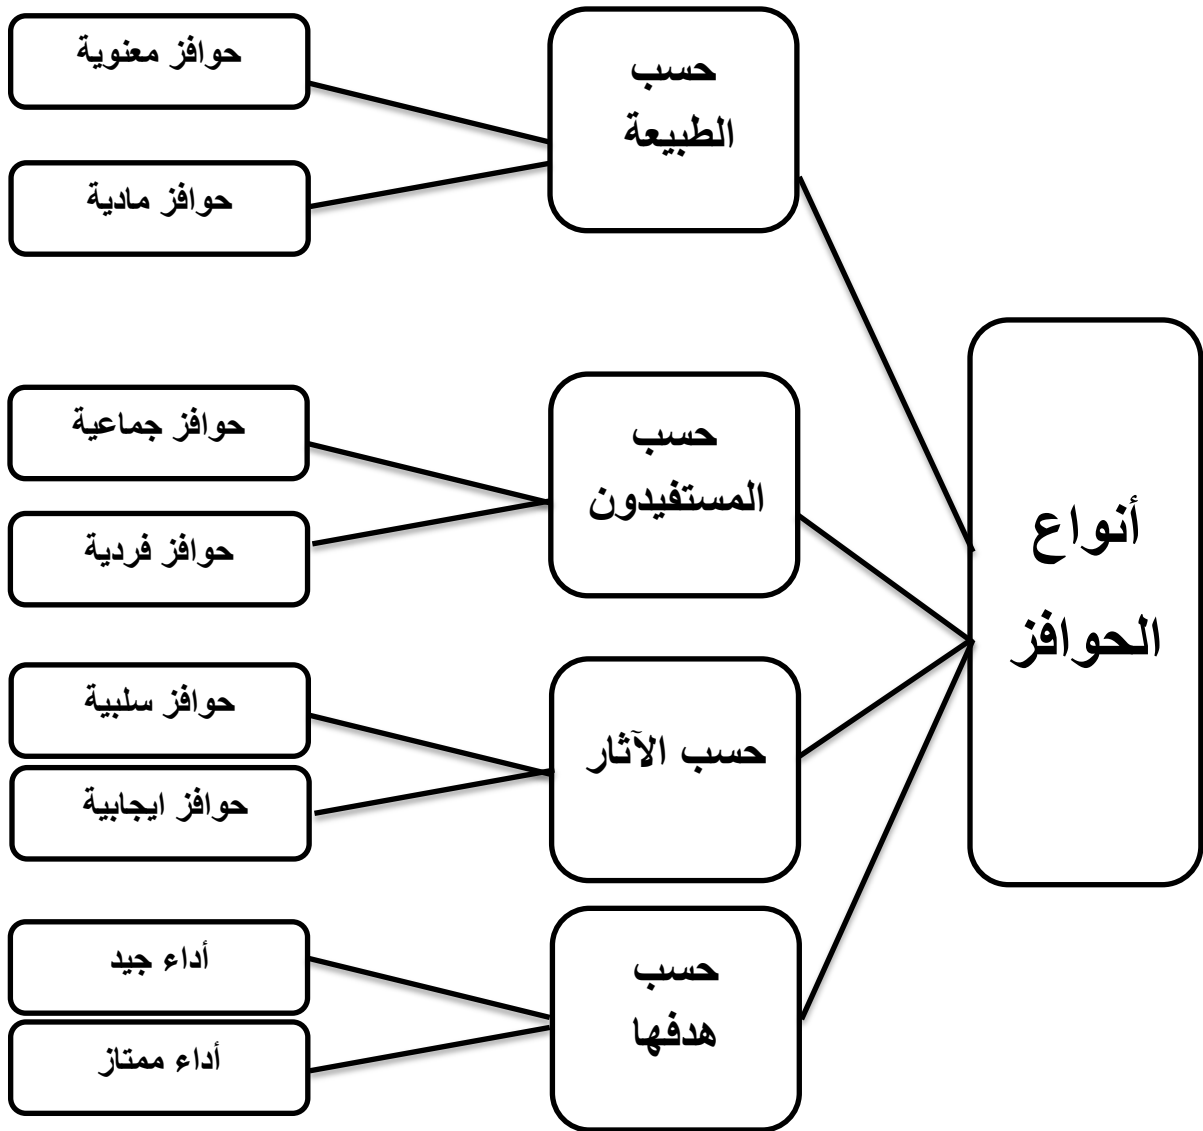 أنواع
الحوافز
حسب
الطبيعة
حوافز معنوية
حوافز مادية
حسب
المستفيدون
حوافز جماعية
حوافز فردية
حسب الآثار
حوافز سلبية
حوافز ايجابية
حسب
هدفها
أداء جيد
أداء ممتاز